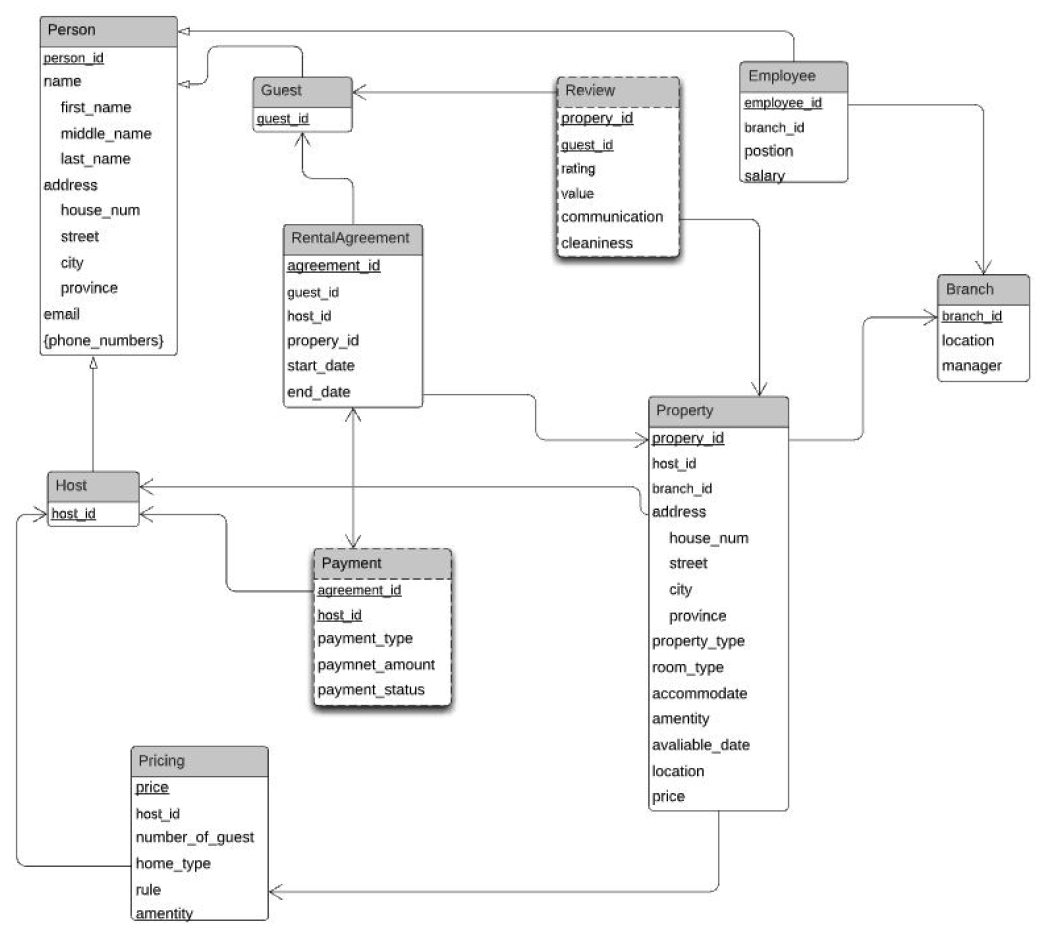 Person
person_id
name
first_name
middle_name
last_name
address
house_num
street
city
province
email
{phone_numbers}
Guest
guest_id
Review
propery_id
guest_id
rating
value
communication
cleaniness
Employee
employee_id
branch_id
postion
salary
RentalAgreement
agreement_id
guest_id
host_id
propery_id
start_date
end_date
Branch
branch_id
location
manager
Host
host_id
Property
propery_id
host_id
branch_id
address
house_num
street
city
province
property_type
room_type
accommodate
amentity
avaliable_date
location
price
Payment
agreement_id
host_id
payment_type
paymnet_amount
payment_status
Pricing
price
host_id
number_of_guest
home_type
rule
amentity